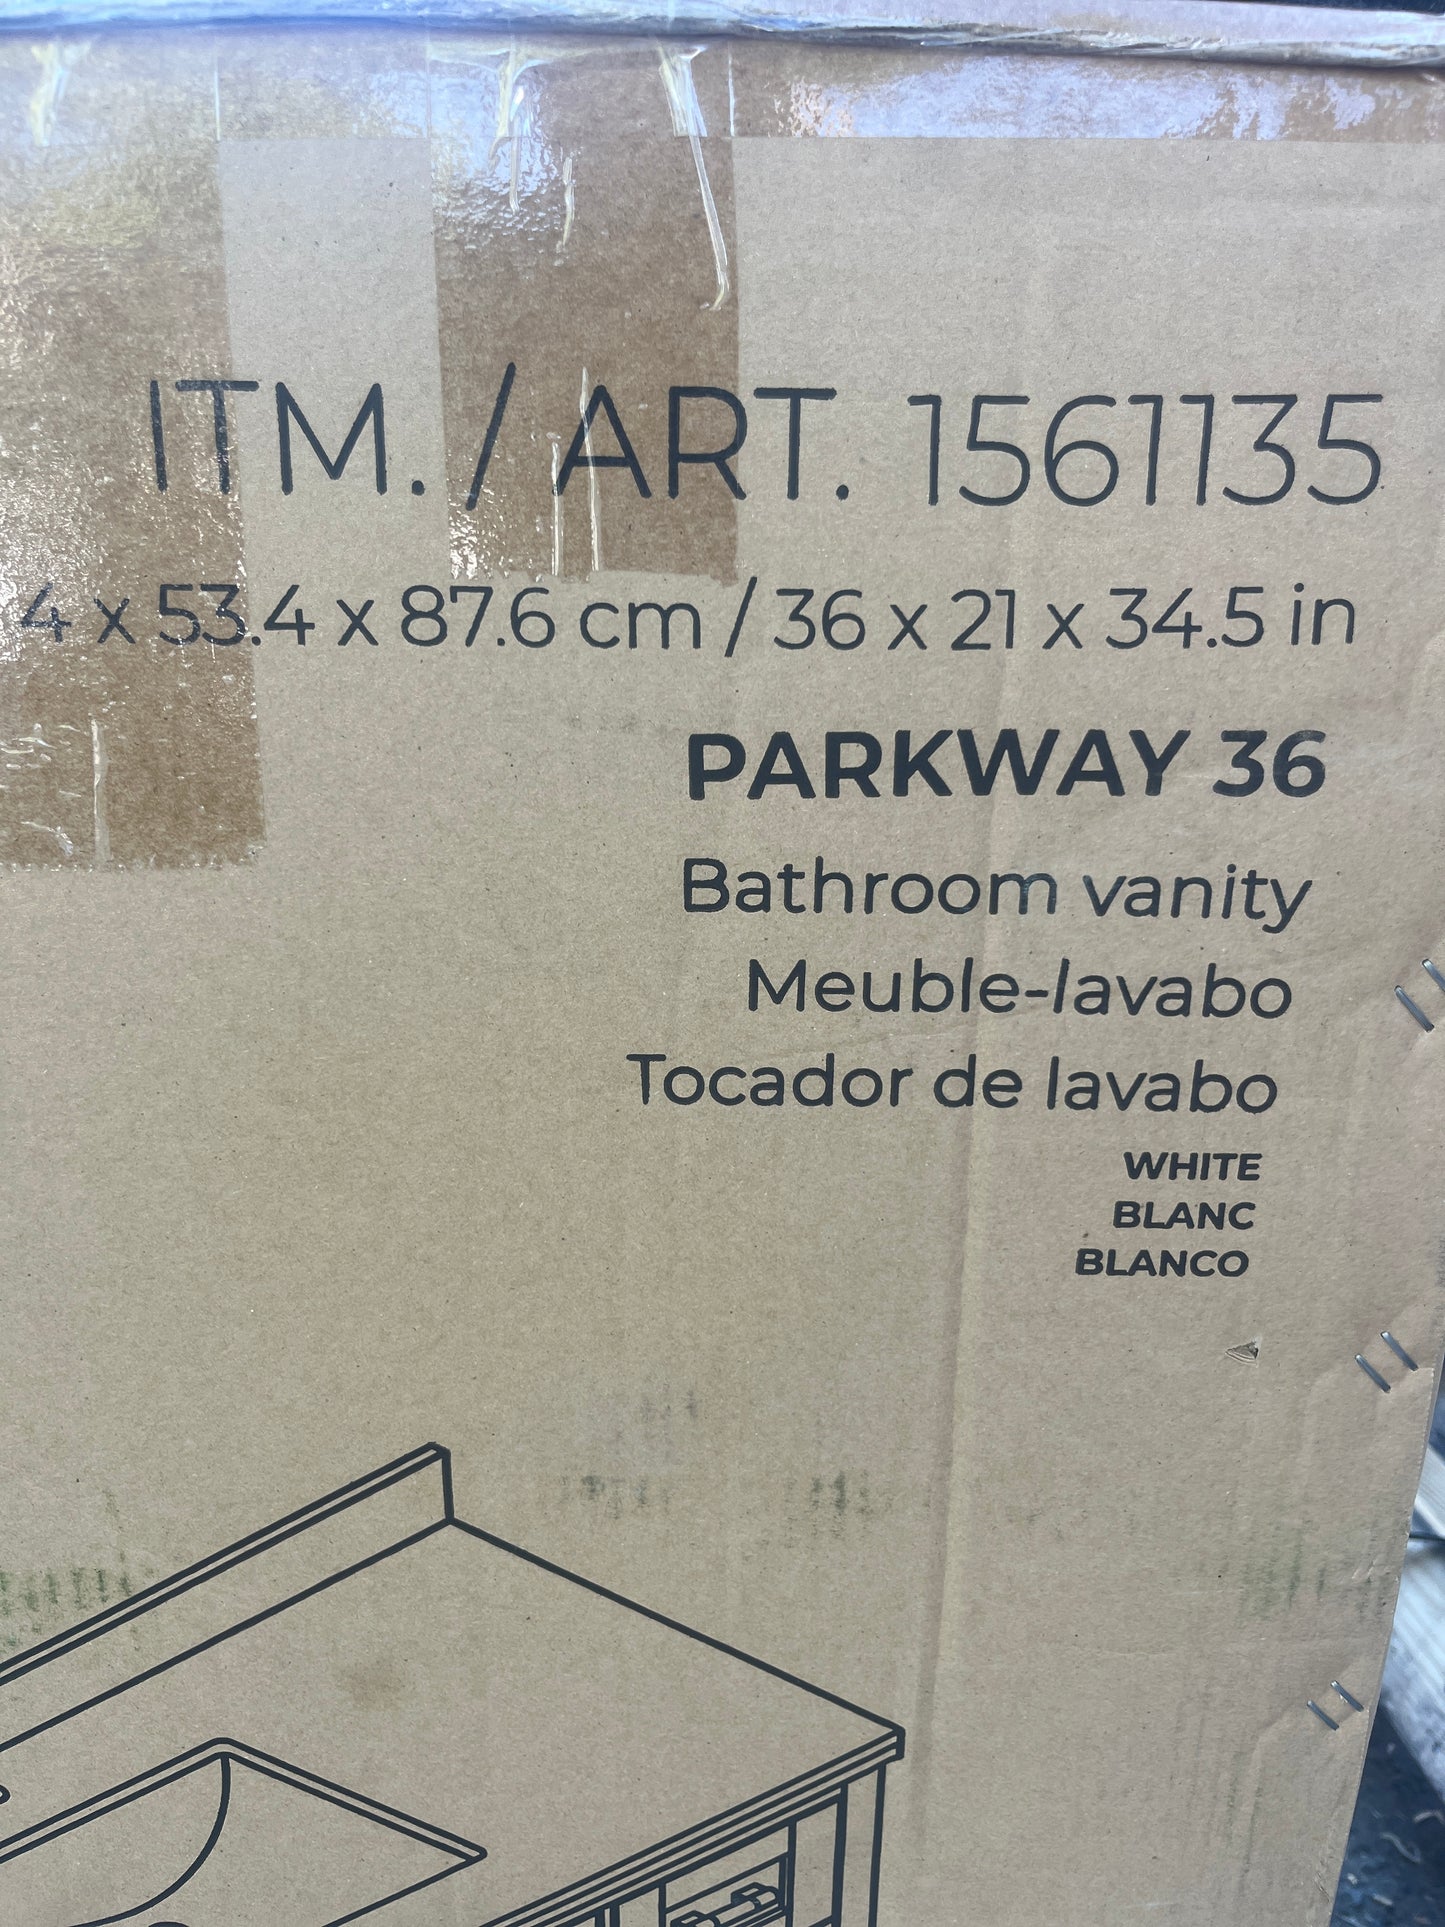 ITM. / ART. 1561135
4 x 53.4 x 87.6 cm / 36 x 21 x 34.5 in
PARKWAY 36
Bathroom vanity
Meuble-lavabo
Tocador de lavabo
WHITE
BLANC
BLANCO